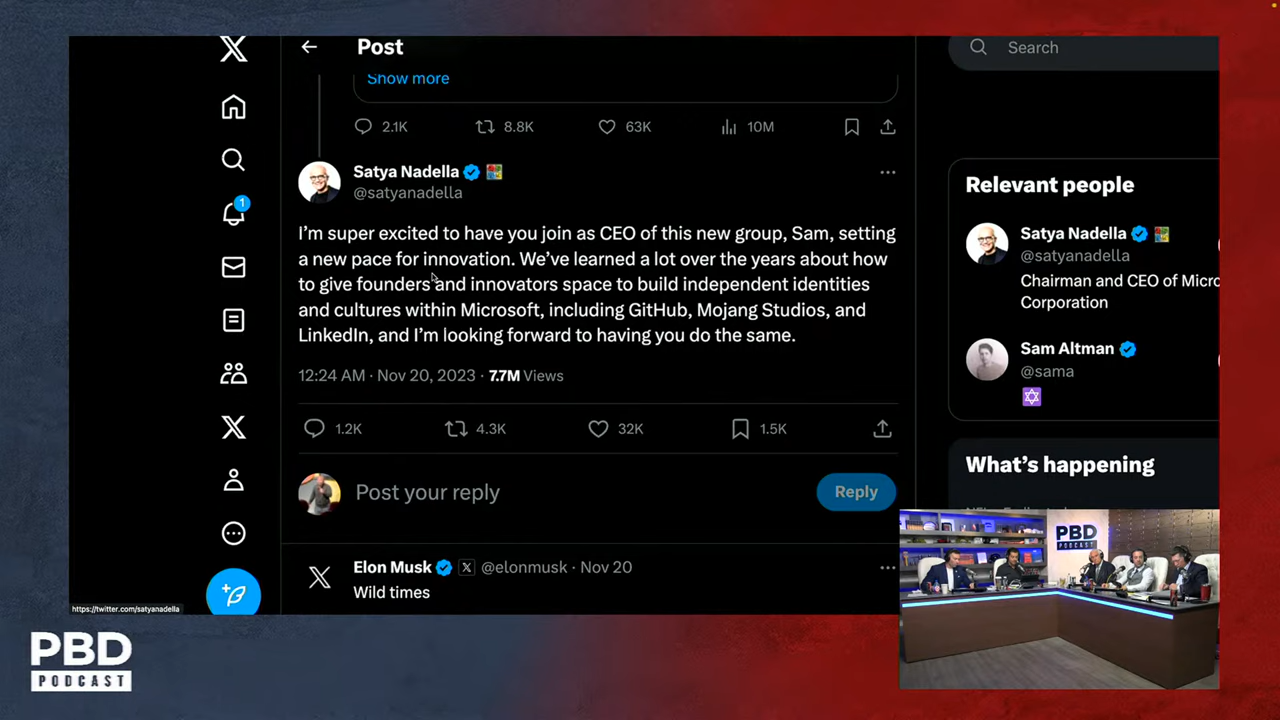 Post
Search
Show more
2.1K 8.8K 63K 10M
Satya Nadella
@satyanadella
I'm super excited to have you join as CEO of this new group, Sam, setting
a new pace for innovation. We've learned a lot over the years about how
to give founders and innovators space to build independent identities
and cultures within Microsoft, including GitHub, Mojang Studios, and
LinkedIn, and I'm looking forward to having you do the same.
12:24 AM · Nov 20, 2023 · 7.7M Views
1.2K 4.3K 32K 1.5K
Post your reply
Reply
Elon Musk @elonmusk · Nov 20
Wild times
1
Relevant people
Satya Nadella
@satyanadella
Chairman and CEO of Micro
Corporation
Sam Altman
@sama
What's happening
https://twitter.com/satyanadella
PBD
PODCAST
PBD
PODCAST